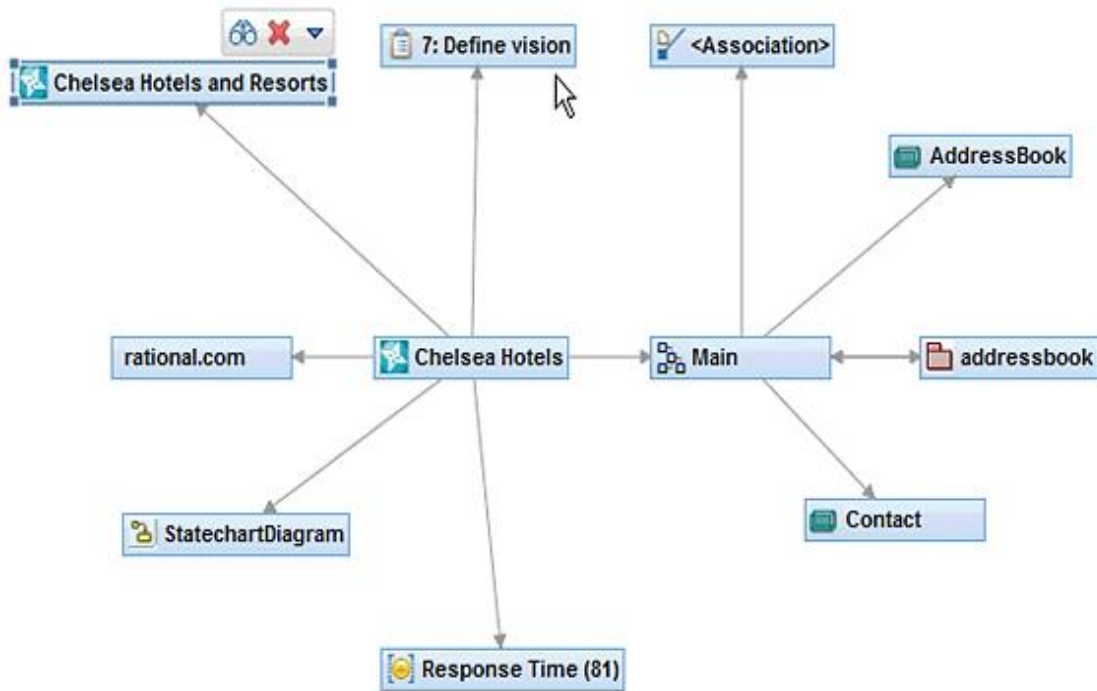 7: Define vision
<Association>
Chelsea Hotels and Resorts
AddressBook
rational.com
Chelsea Hotels
Main
addressbook
StatechartDiagram
Contact
Response Time (81)